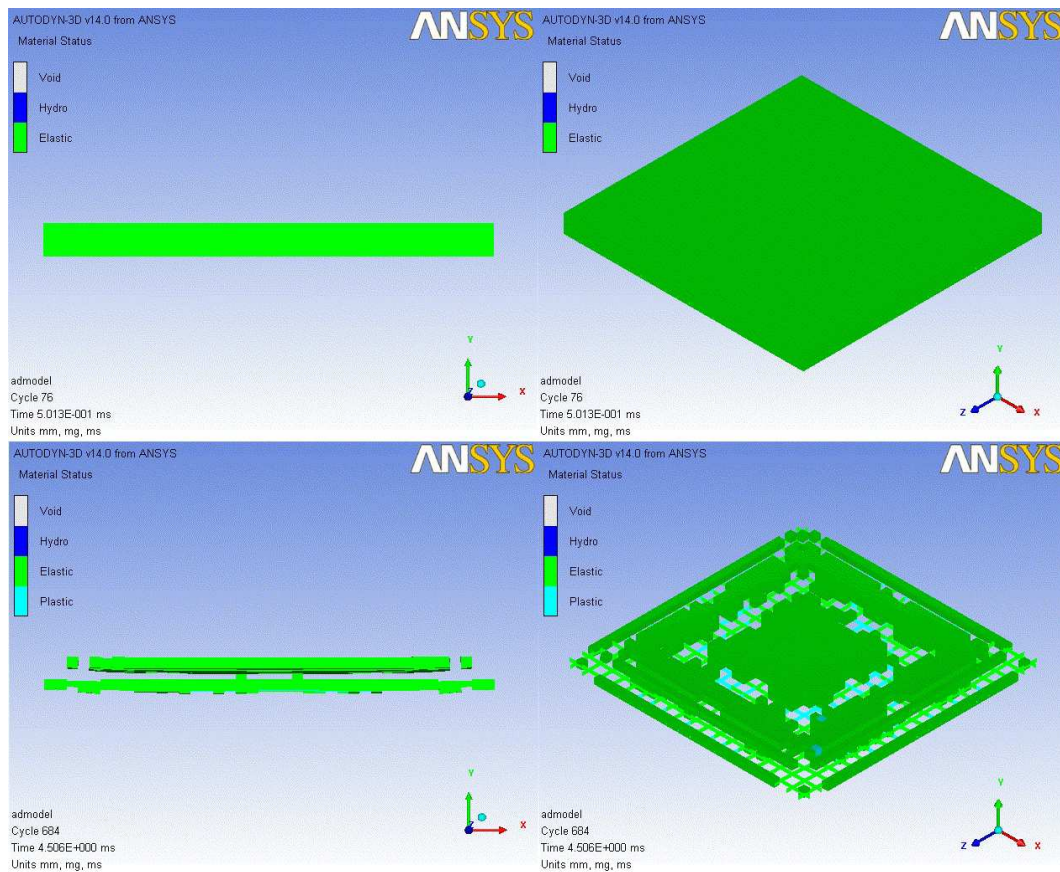 AUTODYN-3D v14.0 from ANSYS
ANSYS
Material Status
Void
Hydro
Elastic
Y
X
Z
admodel
Cycle 76
Time 5.013E-001 ms
Units mm, mg, ms
AUTODYN-3D v14.0 from ANSYS
ANSYS
Material Status
Void
Hydro
Elastic
Y
Z
X
admodel
Cycle 76
Time 5.013E-001 ms
Units mm, mg, ms
AUTODYN-3D v14.0 from ANSYS
ANSYS
Material Status
Void
Hydro
Elastic
Plastic
Y
X
Z
admodel
Cycle 684
Time 4.506E+000 ms
Units mm, mg, ms
AUTODYN-3D v14.0 from ANSYS
ANSYS
Material Status
Void
Hydro
Elastic
Plastic
Y
Z
X
admodel
Cycle 684
Time 4.506E+000 ms
Units mm, mg, ms